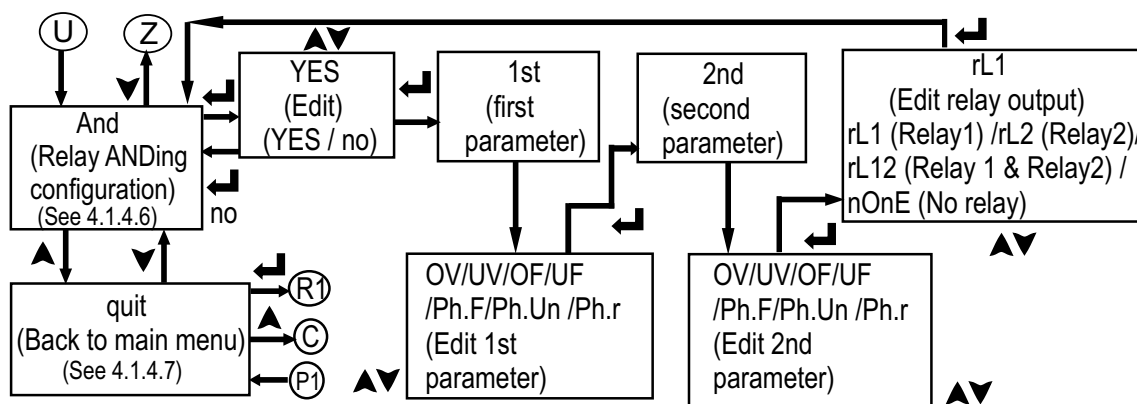 U
Z
And
(Relay ANDing
configuration)
(See 4.1.4.6)
YES
(Edit)
(YES / no)
no
1st
(first
parameter)
2nd
(second
parameter)
rL1
(Edit relay output)
rL1 (Relay1) /rL2 (Relay2)/
rL12 (Relay 1 & Relay2) /
nOnE (No relay)
quit
(Back to main menu)
(See 4.1.4.7)
R1
C
P1
OV/UV/OF/UF
/Ph.F/Ph.Un /Ph.r
(Edit 1st
parameter)
OV/UV/OF/UF
/Ph.F/Ph.Un /Ph.r
(Edit 2nd
parameter)